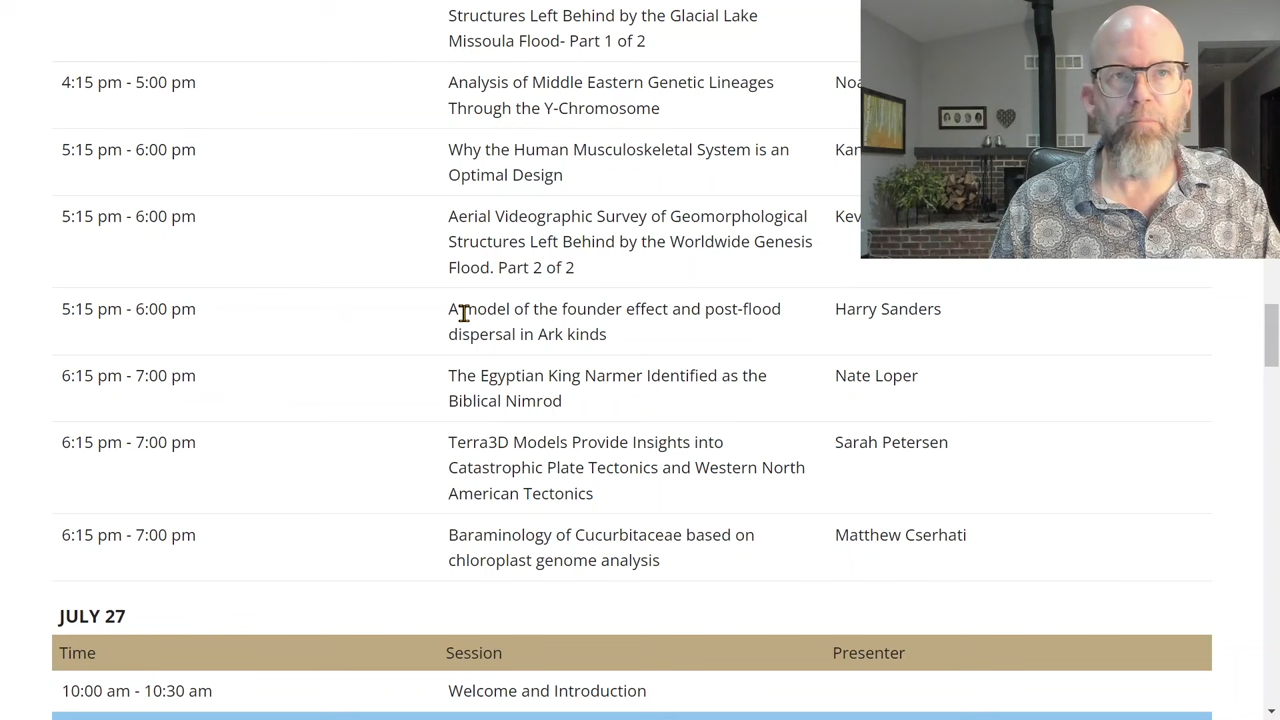 Structures Left Behind by the Glacial Lake
Missoula Flood- Part 1 of 2
4:15 pm - 5:00 pm Analysis of Middle Eastern Genetic Lineages
Through the Y-Chromosome
5:15 pm - 6:00 pm Why the Human Musculoskeletal System is an
Optimal Design
5:15 pm - 6:00 pm Aerial Videographic Survey of Geomorphological
Structures Left Behind by the Worldwide Genesis
Flood. Part 2 of 2
5:15 pm - 6:00 pm A model of the founder effect and post-flood Harry Sanders
dispersal in Ark kinds
6:15 pm - 7:00 pm The Egyptian King Narmer Identified as the Nate Loper
Biblical Nimrod
6:15 pm - 7:00 pm Terra3D Models Provide Insights into Sarah Petersen
Catastrophic Plate Tectonics and Western North
American Tectonics
6:15 pm - 7:00 pm Baraminology of Cucurbitaceae based on Matthew Cserhati
chloroplast genome analysis
JULY 27
Time Session Presenter
10:00 am - 10:30 am Welcome and Introduction